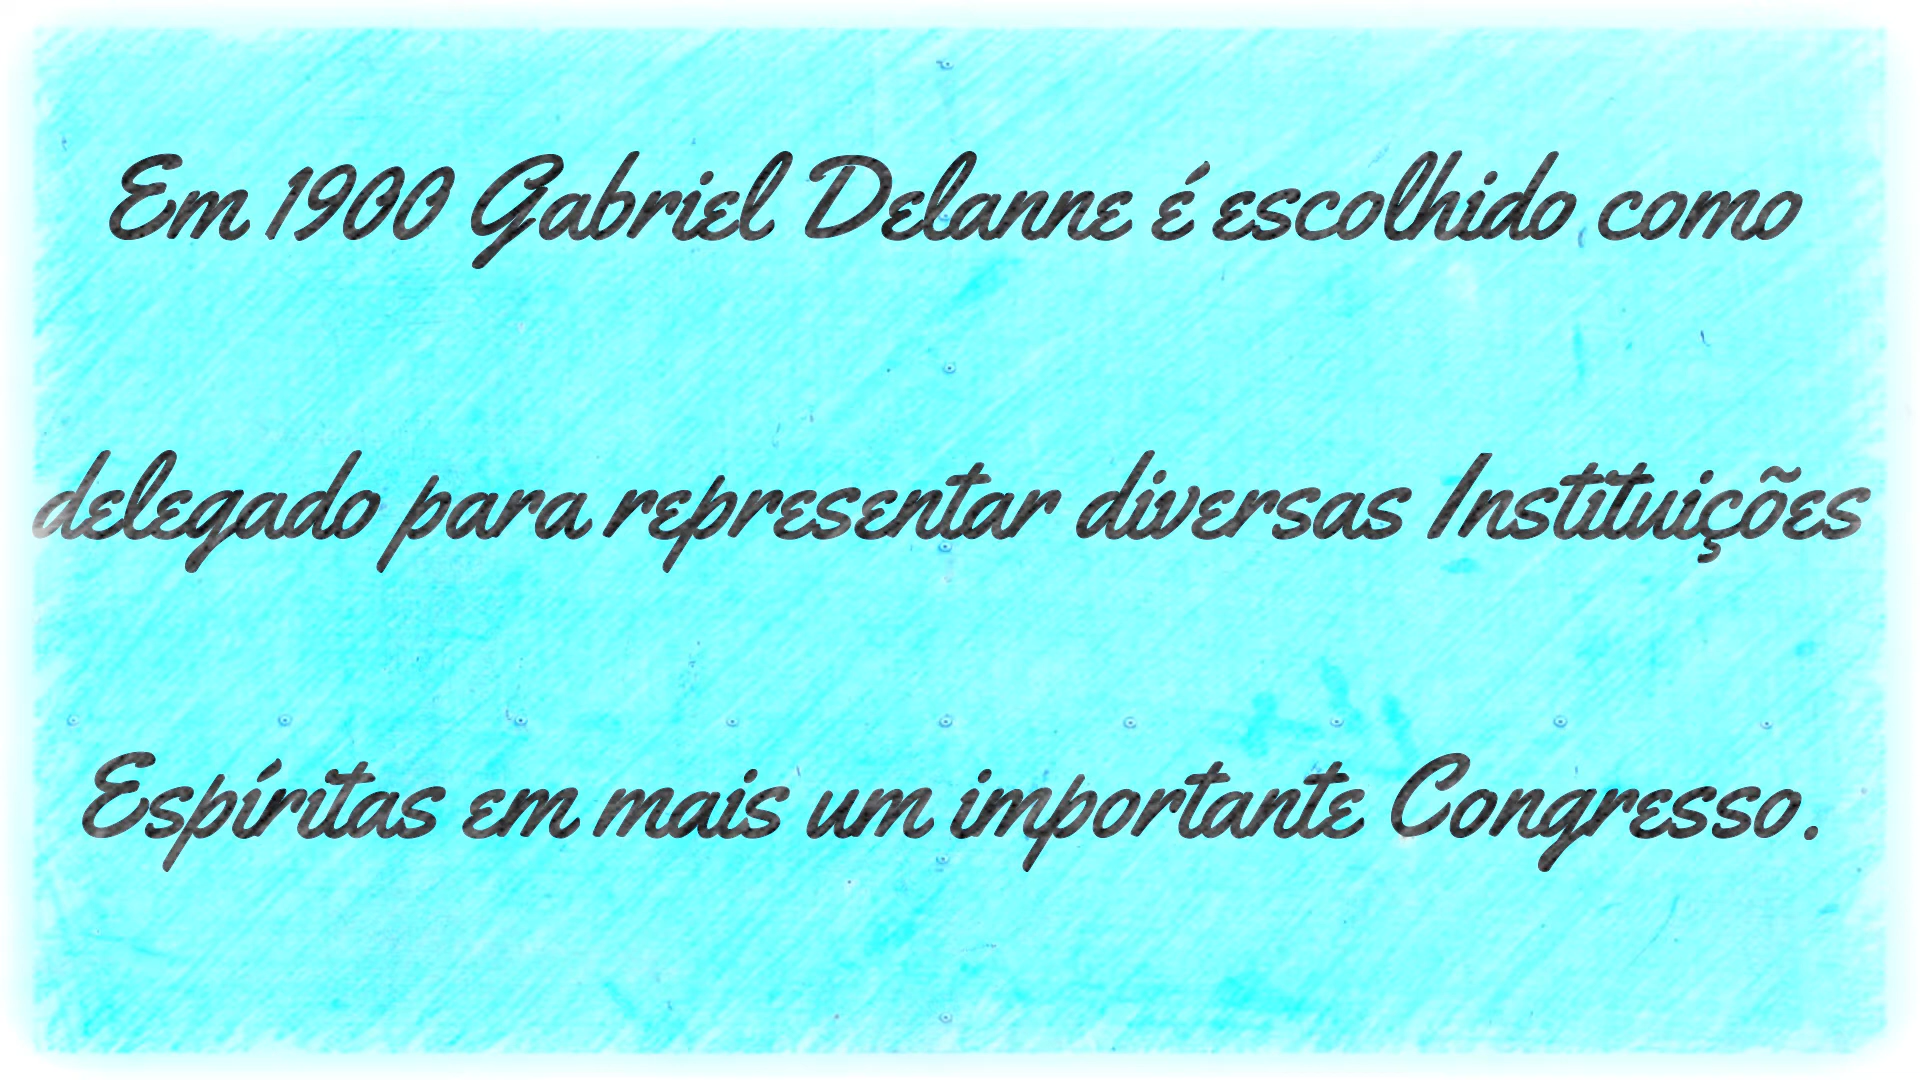 Em 1900 Gabriel Delanne é escolhido como
delegado para representar diversas Instituições
Espíritas em mais um importante Congresso.